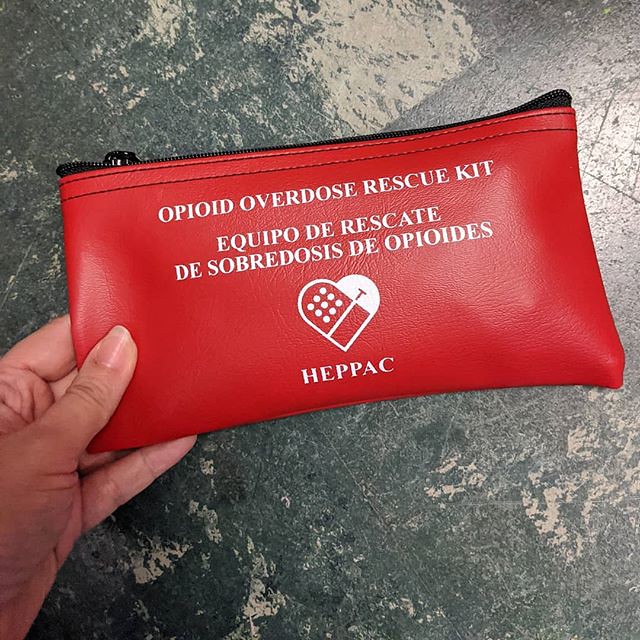 OPIOID OVERDOSE RESCUE KIT
EQUIPO DE RESCATE
DE SOBREDOSIS DE OPIOIDES
HEPPAC